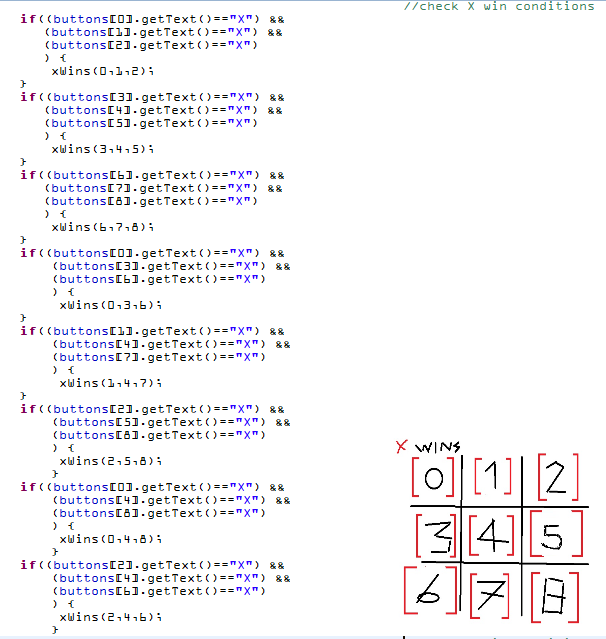 //check X win conditions
if((buttons[0].getText()=="X") &&
(buttons[1].getText()=="X") &&
(buttons[2].getText()=="X")
) {
xWins(0,1,2);
}
if((buttons[3].getText()=="X") &&
(buttons[4].getText()=="X") &&
(buttons[5].getText()=="X")
) {
xWins(3,4,5);
}
if((buttons[6].getText()=="X") &&
(buttons[7].getText()=="X") &&
(buttons[8].getText()=="X")
) {
xWins(6,7,8);
}
if((buttons[0].getText()=="X") &&
(buttons[3].getText()=="X") &&
(buttons[6].getText()=="X")
) {
xWins(0,3,6);
}
if((buttons[1].getText()=="X") &&
(buttons[4].getText()=="X") &&
(buttons[7].getText()=="X")
) {
xWins(1,4,7);
}
if((buttons[2].getText()=="X") &&
(buttons[5].getText()=="X") &&
(buttons[8].getText()=="X")
) {
xWins(2,5,8);
}
if((buttons[0].getText()=="X") &&
(buttons[4].getText()=="X") &&
(buttons[8].getText()=="X")
) {
xWins(0,4,8);
}
if((buttons[2].getText()=="X") &&
(buttons[4].getText()=="X") &&
(buttons[6].getText()=="X")
) {
xWins(2,4,6);
}
X WINS
[0] [1] [2]
[3] [4] [5]
[6] [7] [8]